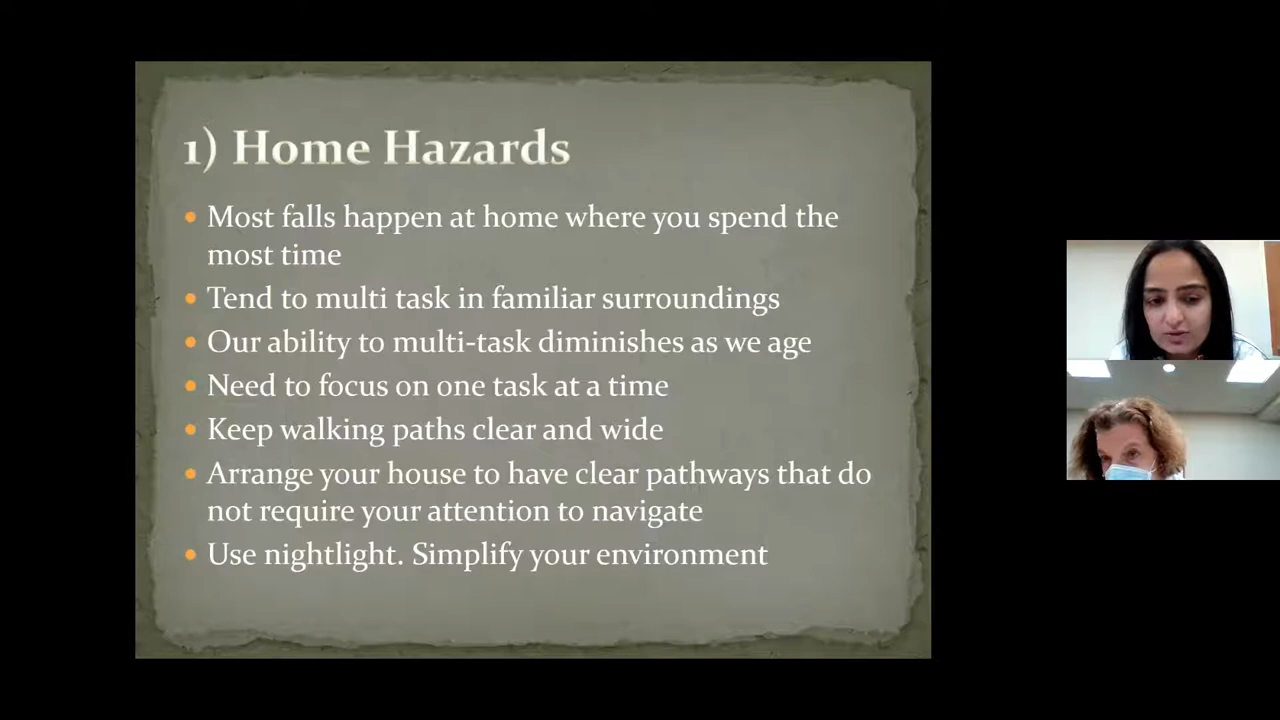 1) Home Hazards
• Most falls happen at home where you spend the
most time
• Tend to multi task in familiar surroundings
• Our ability to multi-task diminishes as we age
• Need to focus on one task at a time
• Keep walking paths clear and wide
• Arrange your house to have clear pathways that do
not require your attention to navigate
• Use nightlight. Simplify your environment